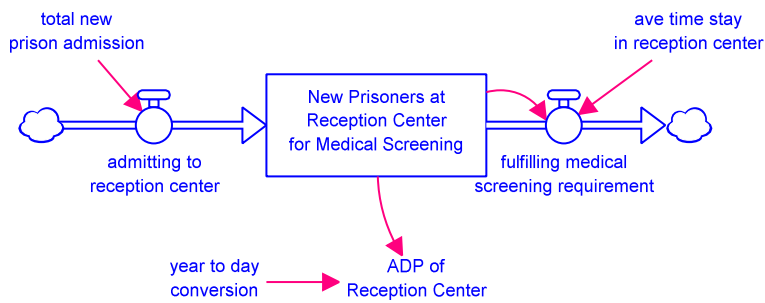 total new
prison admission
ave time stay
in reception center
New Prisoners at
Reception Center
for Medical Screening
admitting to
reception center
fulfilling medical
screening requirement
year to day
conversion
ADP of
Reception Center